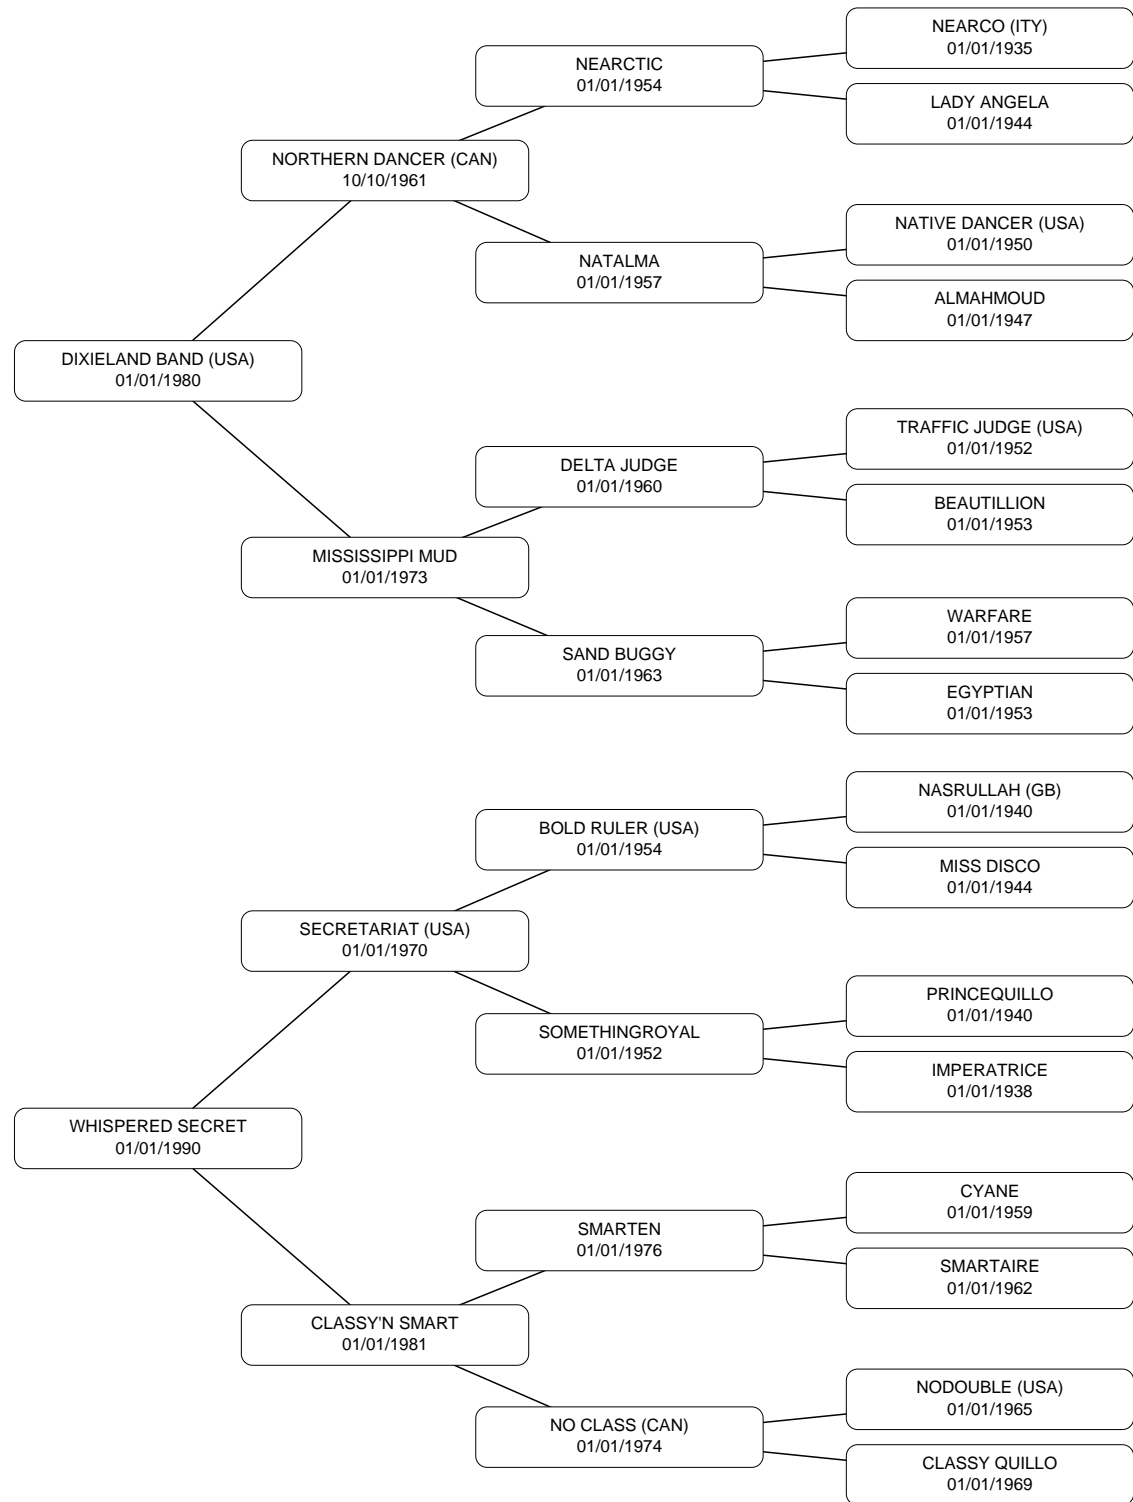 NEARCO (ITY)
01/01/1935
NEARCTIC
01/01/1954
LADY ANGELA
01/01/1944
NORTHERN DANCER (CAN)
10/10/1961
NATIVE DANCER (USA)
01/01/1950
NATALMA
01/01/1957
ALMAHMOUD
01/01/1947
DIXIELAND BAND (USA)
01/01/1980
TRAFFIC JUDGE (USA)
01/01/1952
DELTA JUDGE
01/01/1960
BEAUTILLION
01/01/1953
MISSISSIPPI MUD
01/01/1973
WARFARE
01/01/1957
SAND BUGGY
01/01/1963
EGYPTIAN
01/01/1953
NASRULLAH (GB)
01/01/1940
BOLD RULER (USA)
01/01/1954
MISS DISCO
01/01/1944
SECRETARIAT (USA)
01/01/1970
PRINCEQUILLO
01/01/1940
SOMETHINGROYAL
01/01/1952
IMPERATRICE
01/01/1938
WHISPERED SECRET
01/01/1990
CYANE
01/01/1959
SMARTEN
01/01/1976
SMARTAIRE
01/01/1962
CLASSY'N SMART
01/01/1981
NODOUBLE (USA)
01/01/1965
NO CLASS (CAN)
01/01/1974
CLASSY QUILLO
01/01/1969